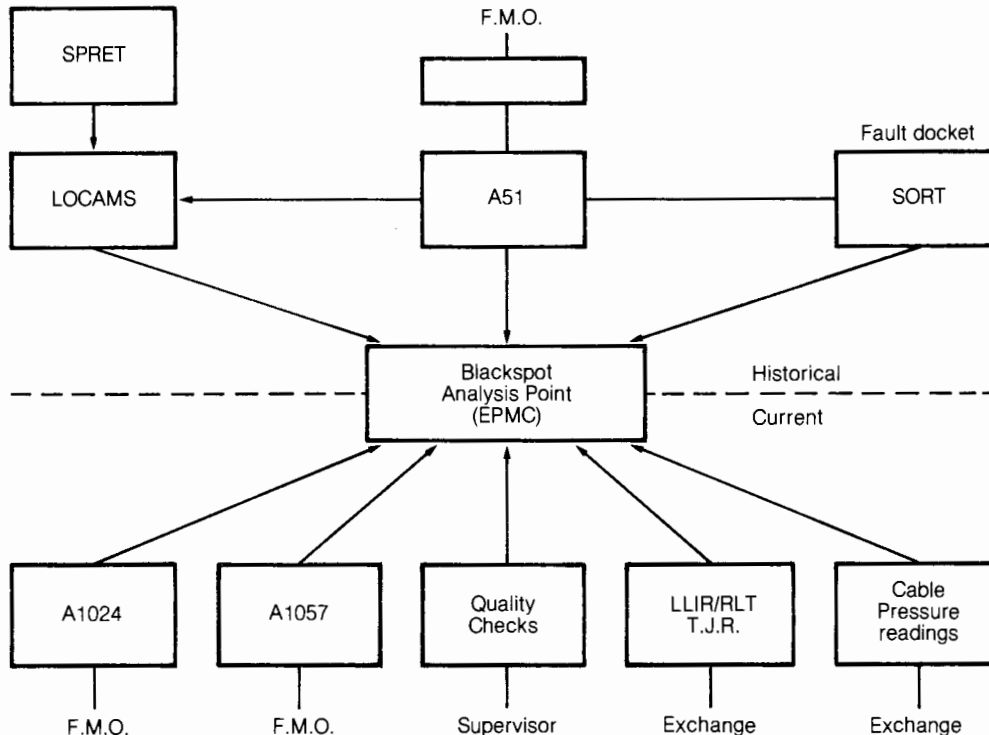 F.M.O.
SPRET
Fault docket
LOCAMS
A51
SORT
Blackspot
Analysis Point
(EPMC)
Historical
Current
A1024
A1057
Quality
Checks
LLIR/RLT
T.J.R.
Cable
Pressure
readings
F.M.O.
F.M.O.
Supervisor
Exchange
Exchange